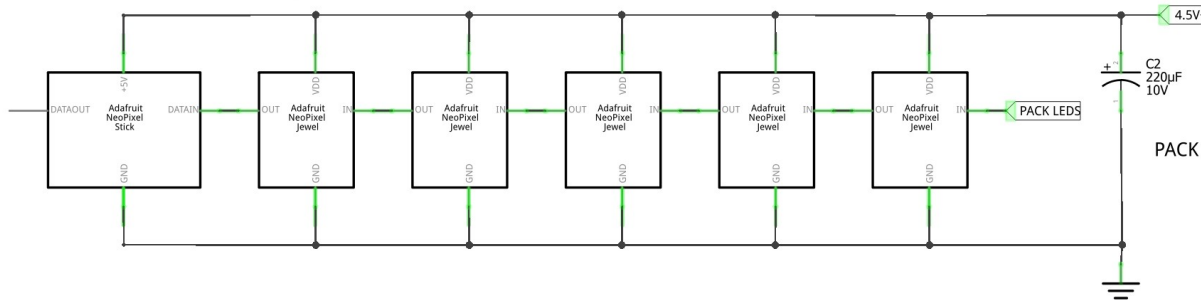 4.5V
+5V
VDD
VDD
VDD
VDD
VDD
+
2
C2
220µF
10V
1
DATAOUT
Adafruit
NeoPixel
Stick
DATAIN
OUT
Adafruit
NeoPixel
Jewel
IN
OUT
Adafruit
NeoPixel
Jewel
IN
OUT
Adafruit
NeoPixel
Jewel
IN
OUT
Adafruit
NeoPixel
Jewel
IN
OUT
Adafruit
NeoPixel
Jewel
IN
PACK LEDS
PACK
GND
GND
GND
GND
GND
GND